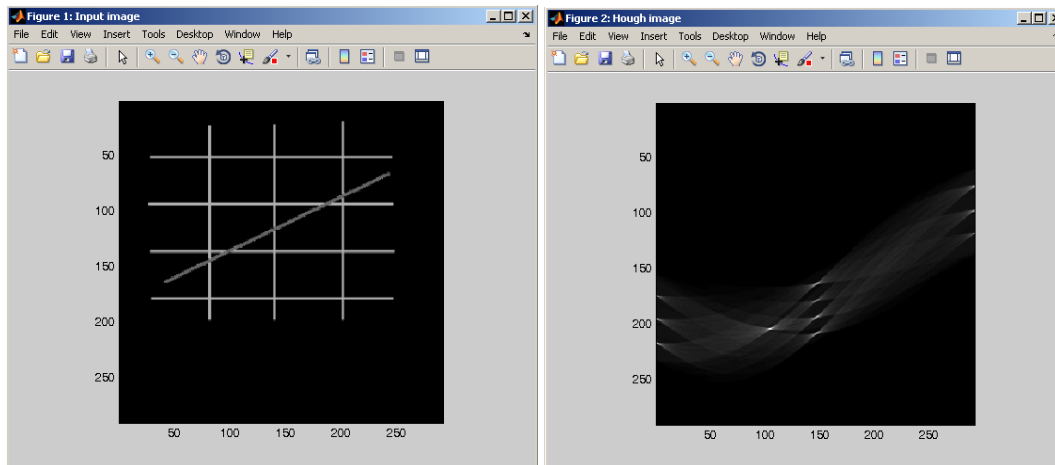 Figure 1: Input image
File Edit View Insert Tools Desktop Window Help
50
100
150
200
250
50 100 150 200 250
Figure 2: Hough image
File Edit View Insert Tools Desktop Window Help
50
100
150
200
250
50 100 150 200 250